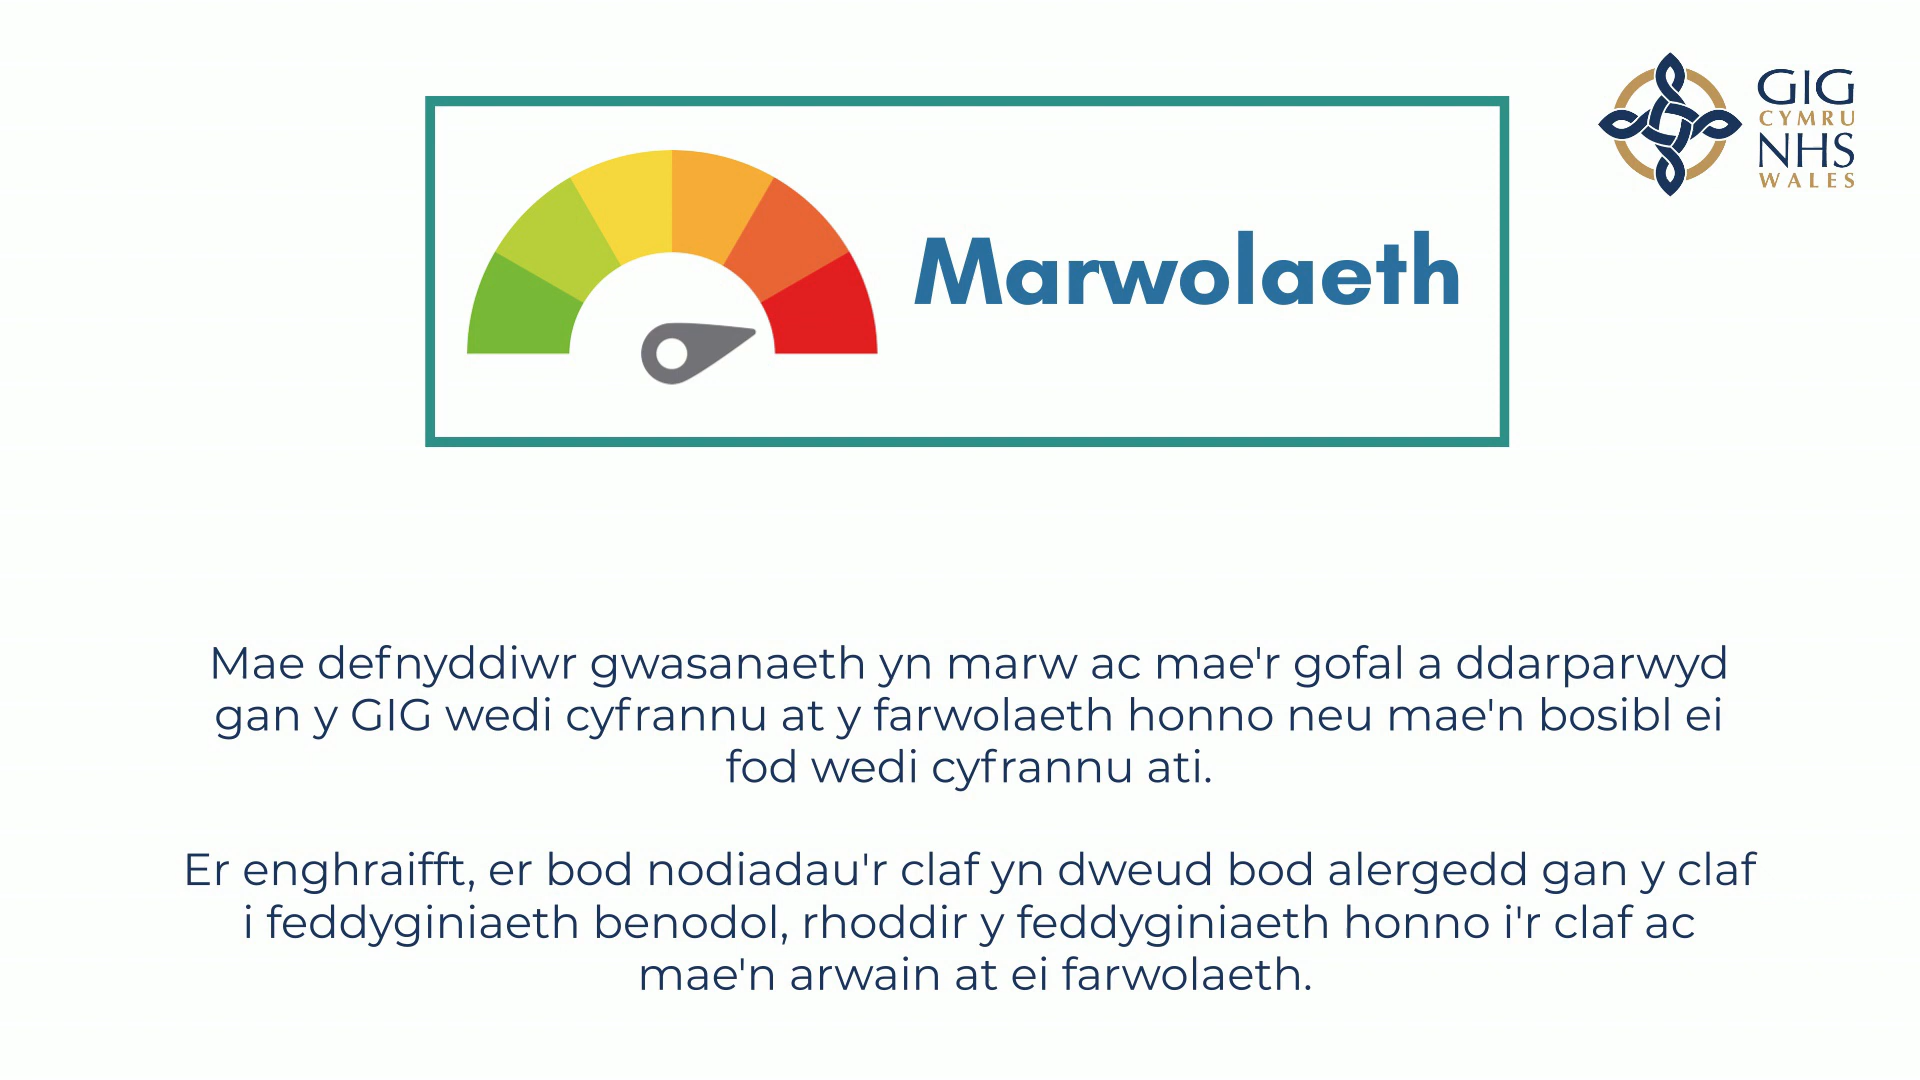 GIG
CYMRU
NHS
WALES
Marwolaeth
Mae defnyddiwr gwasanaeth yn marw ac mae'r gofal a ddarparwyd
gan y GIG wedi cyfrannu at y farwolaeth honno neu mae'n bosibl ei
fod wedi cyfrannu ati.
Er enghraifft, er bod nodiadau'r claf yn dweud bod alergedd gan y claf
i feddyginiaeth benodol, rhoddir y feddyginiaeth honno i'r claf ac
mae'n arwain at ei farwolaeth.